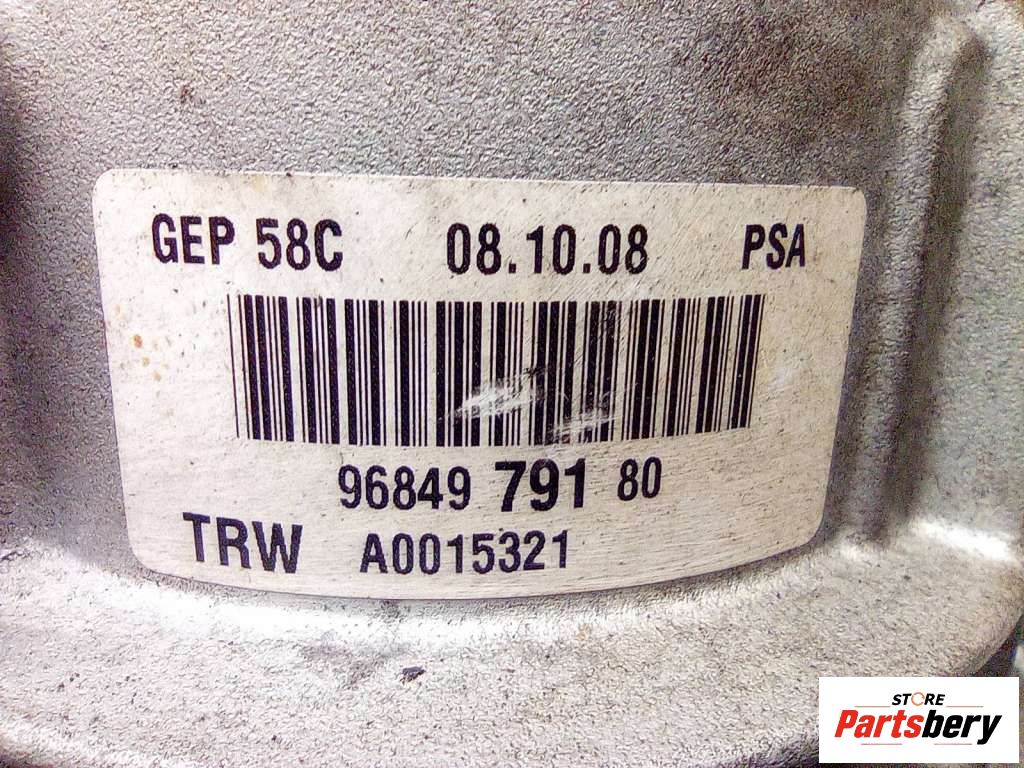 GEP 58C 08.10.08 PSA
96849 791 80
TRW A0015321
STORE
Partsbery